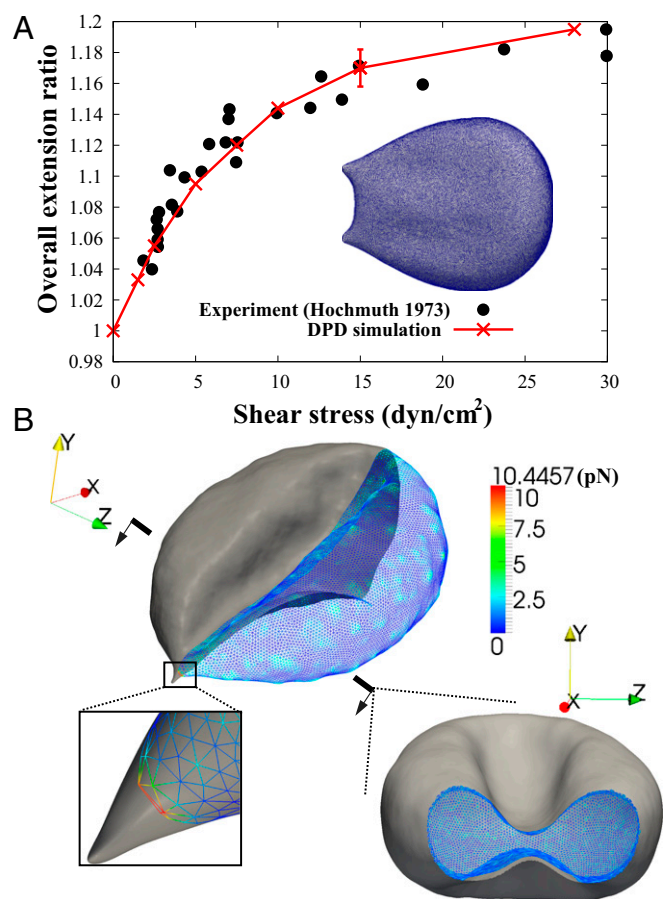 A
1.2
1.18
1.16
1.14
1.12
1.1
1.08
1.06
1.04
1.02
1
0.98
Overall extension ratio
Experiment (Hochmuth 1973)
DPD simulation
0 5 10 15 20 25 30
Shear stress (dyn/cm²)
B
Y
X
Z
10.4457 (pN)
10
7.5
5
2.5
0
Y
X
Z